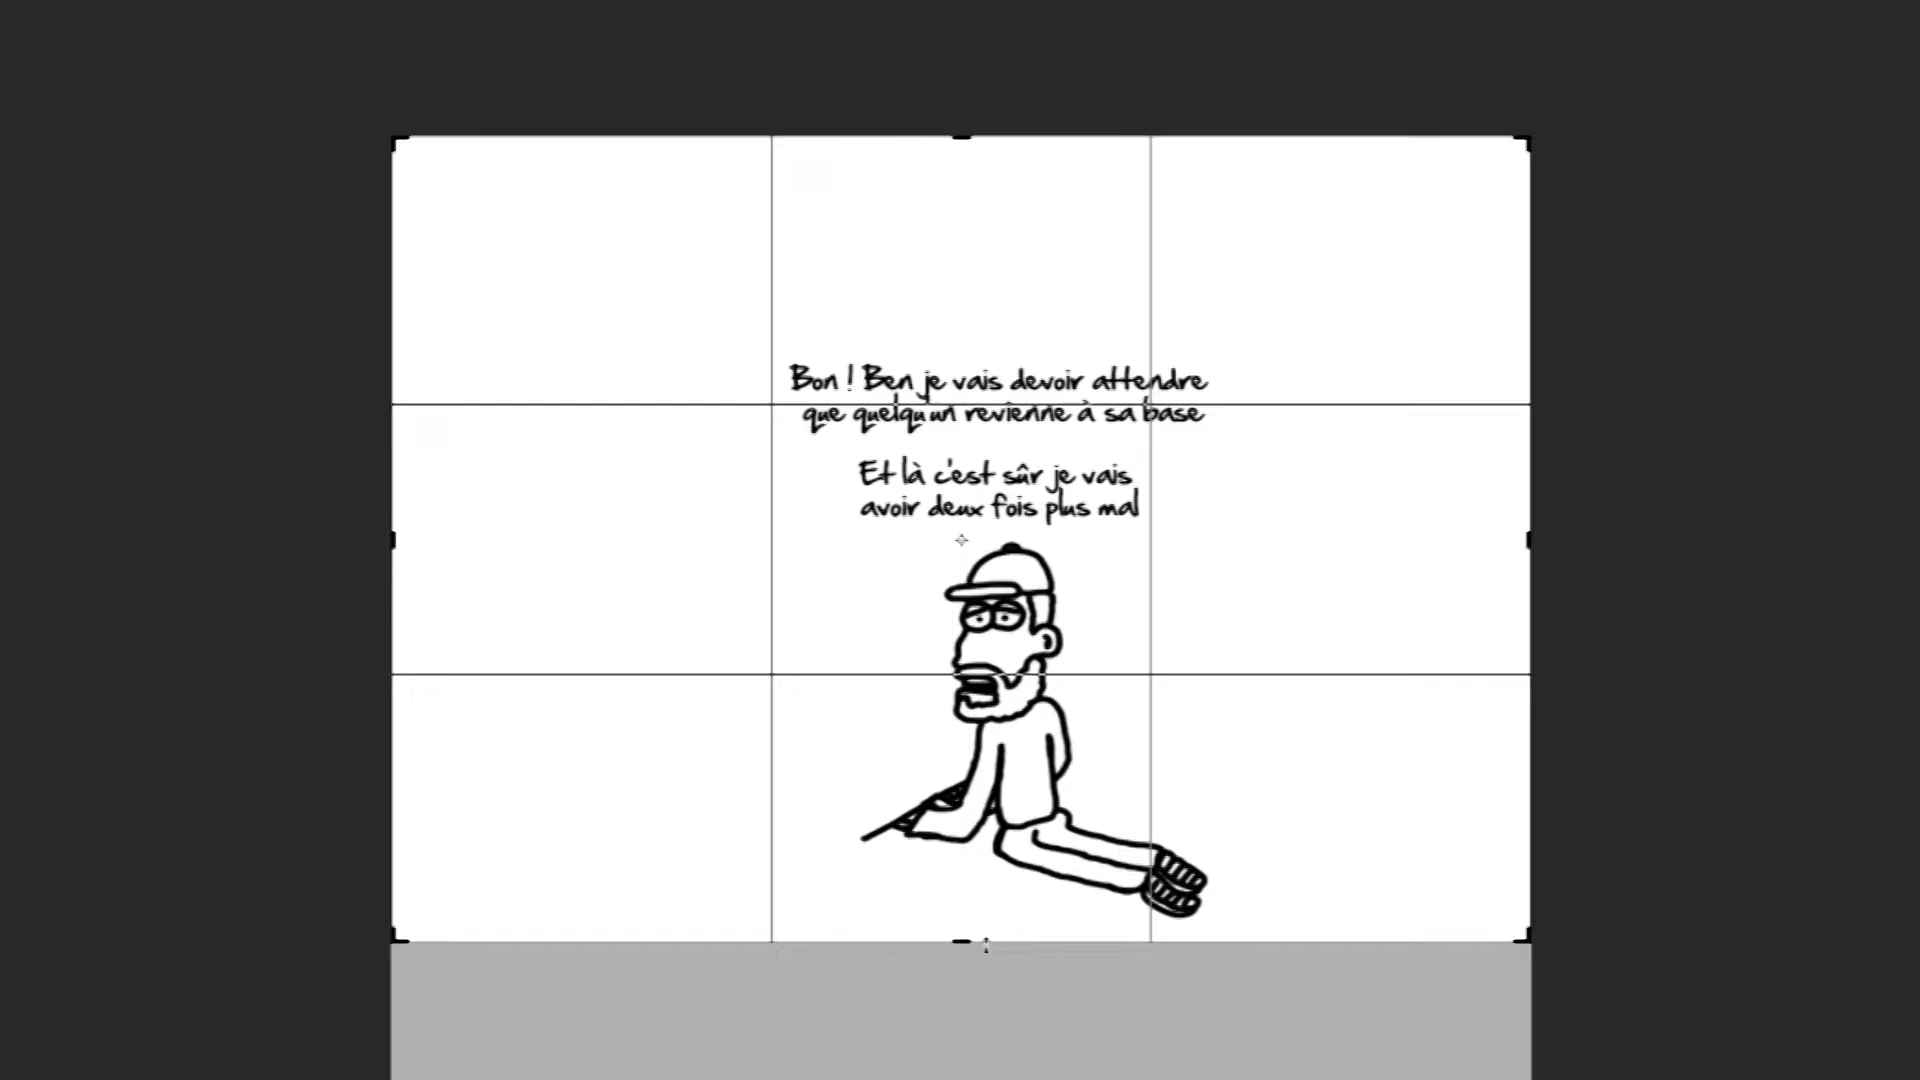 Bon ! Ben je vais devoir attendre
que quelqu'un revienne à sa base
Et là c'est sûr je vais
avoir deux fois plus mal